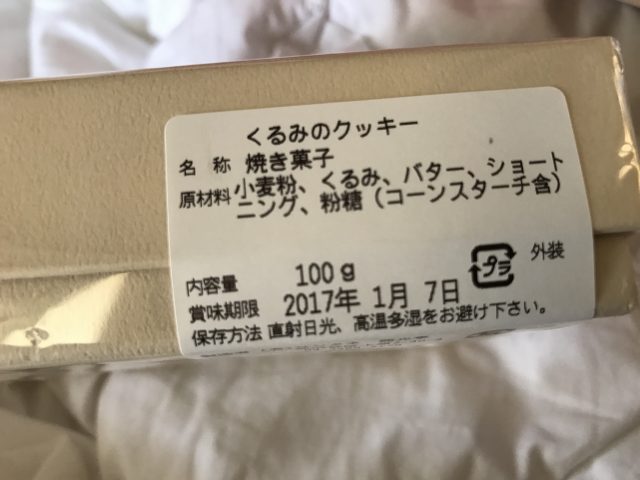 くるみのクッキー
名 称 焼き菓子
原材料 小麦粉、くるみ、バター、ショート
ニング、粉糖（コーンスターチ含）
プラ 外装
内容量 100g
賞味期限 2017年 1月 7日
保存方法 直射日光、高温多湿をお避け下さい。